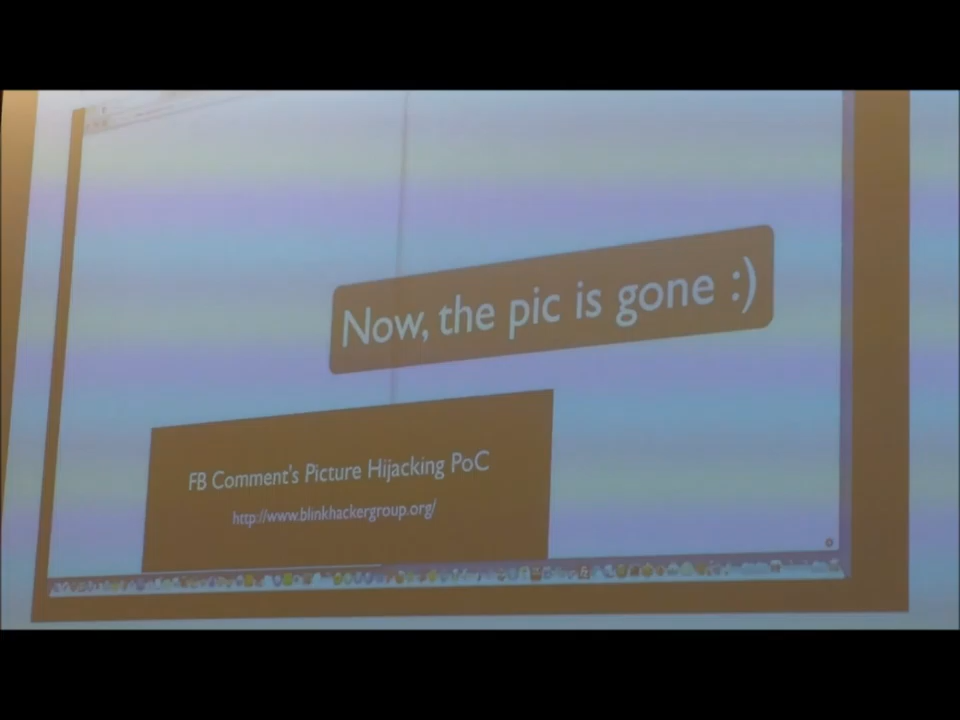 Now, the pic is gone :)
FB Comment's Picture Hijacking PoC
http://www.blinkhackergroup.org/